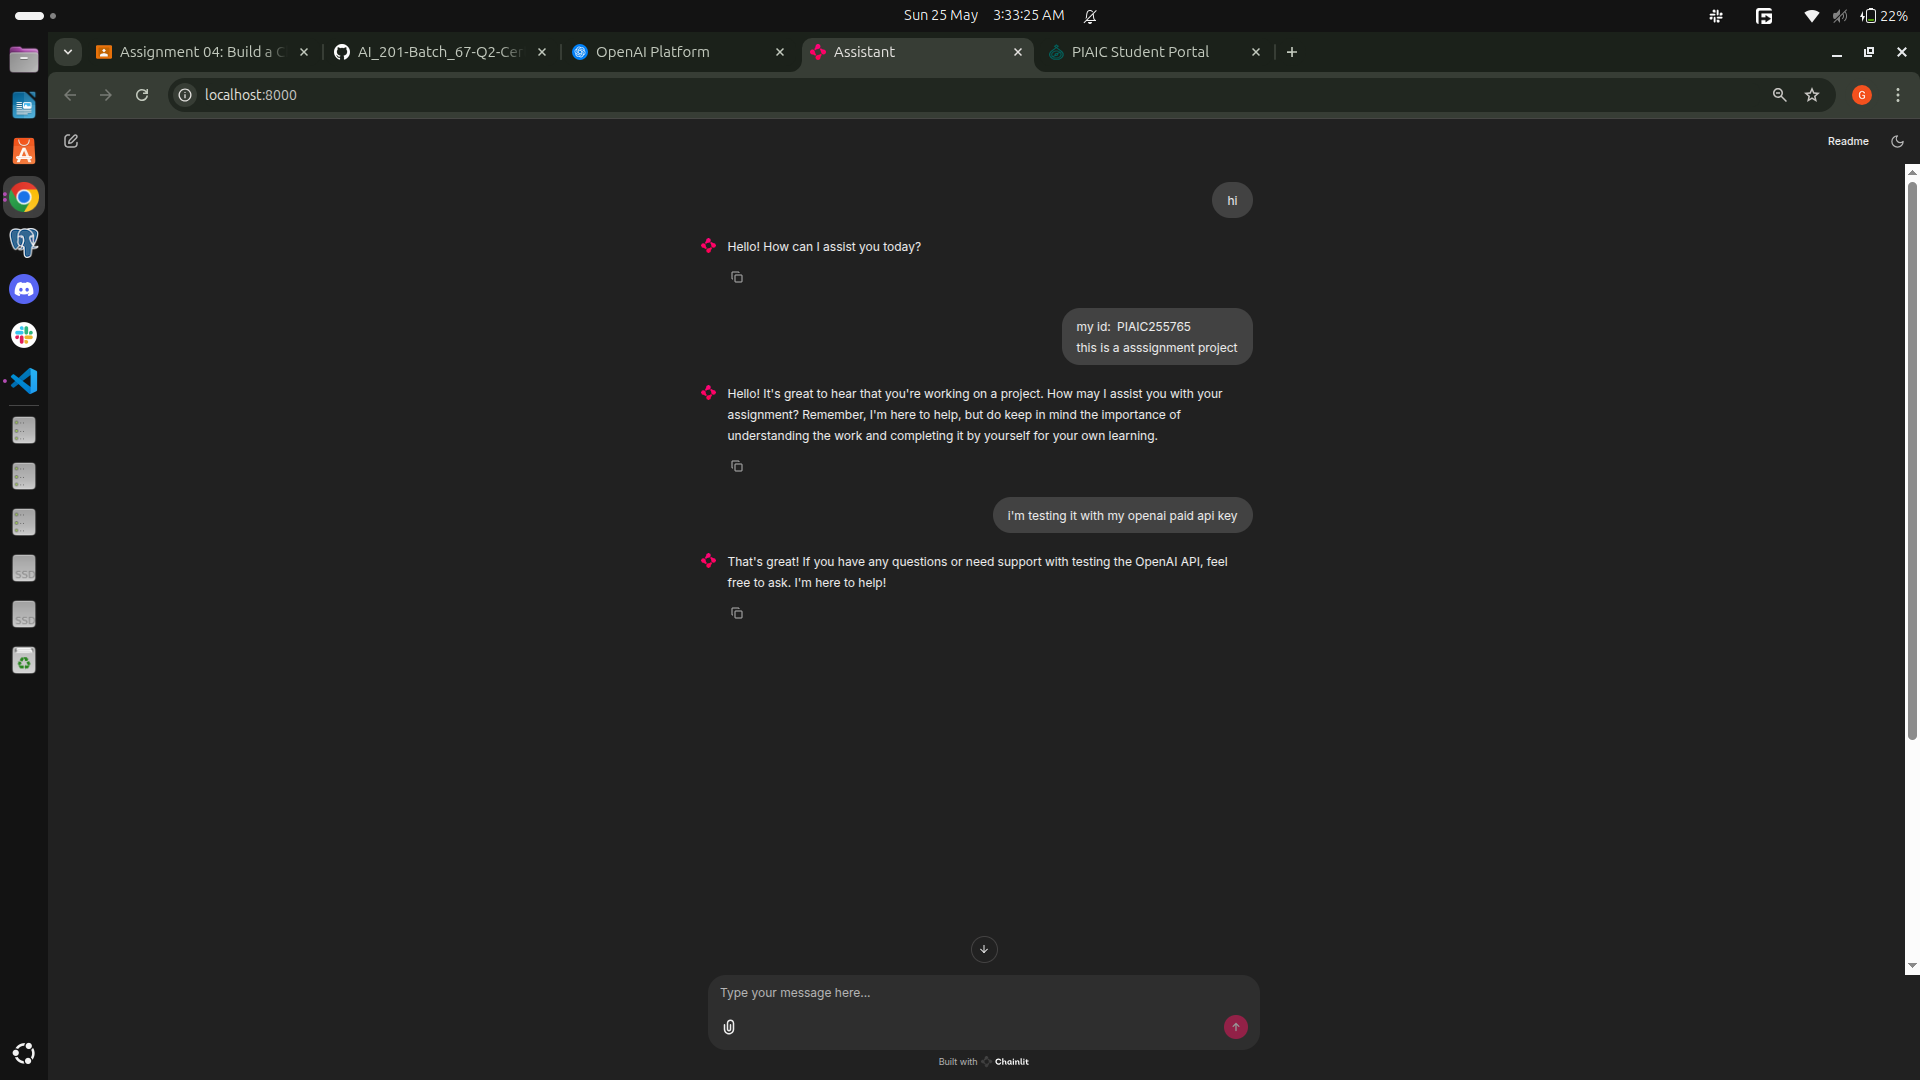 Sun 25 May 3:33:25 AM
22%
Assignment 04: Build a C
AI_201-Batch_67-Q2-Cer
OpenAI Platform
Assistant
PIAIC Student Portal
localhost:8000
G
Readme
hi
Hello! How can I assist you today?
my id: PIAIC255765
this is a asssignment project
Hello! It's great to hear that you're working on a project. How may I assist you with your
assignment? Remember, I'm here to help, but do keep in mind the importance of
understanding the work and completing it by yourself for your own learning.
i'm testing it with my openai paid api key
That's great! If you have any questions or need support with testing the OpenAI API, feel
free to ask. I'm here to help!
SSD
SSD
Type your message here...
Built with Chainlit